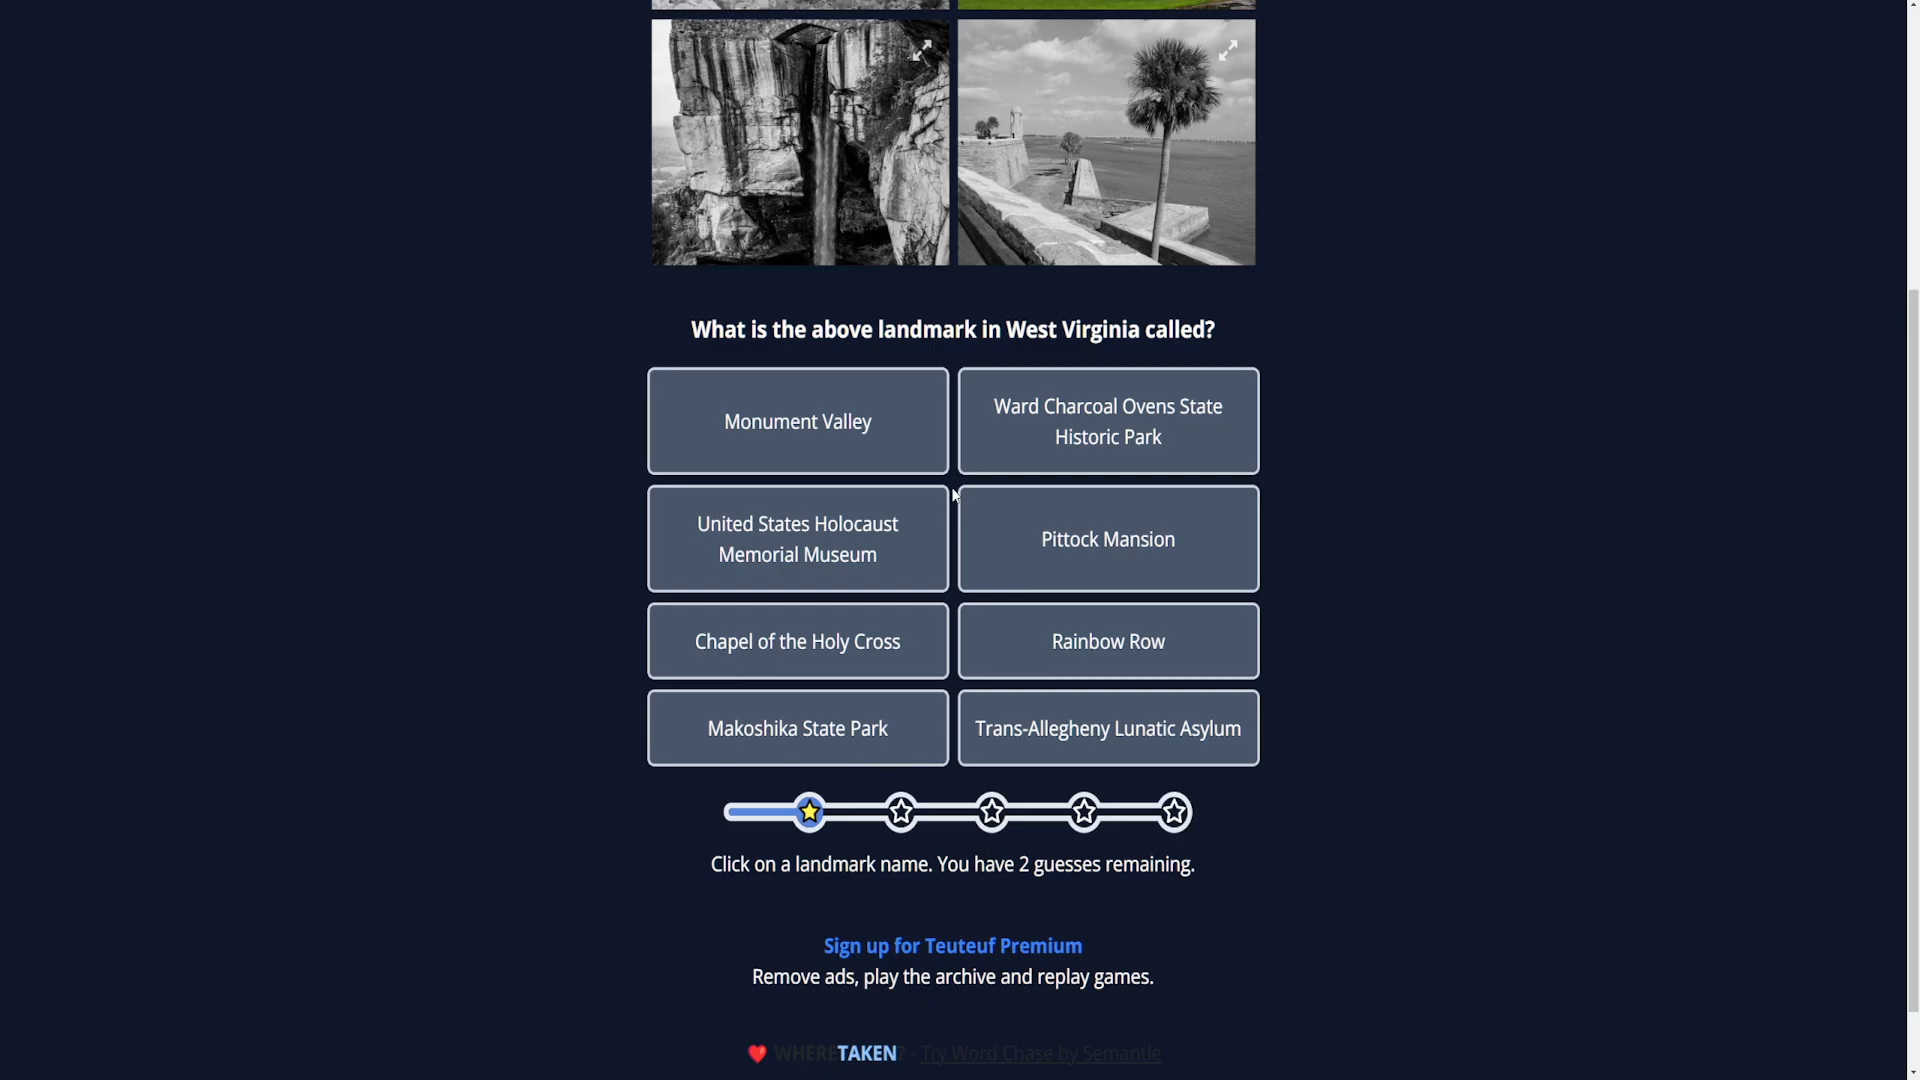 What is the above landmark in West Virginia called?
Monument Valley
Ward Charcoal Ovens State
Historic Park
United States Holocaust
Memorial Museum
Pittock Mansion
Chapel of the Holy Cross
Rainbow Row
Makoshika State Park
Trans-Allegheny Lunatic Asylum
Click on a landmark name. You have 2 guesses remaining.
Sign up for Teuteuf Premium
Remove ads, play the archive and replay games.
❤️ WHERETAKEN? - Try Word Chase by Semantle